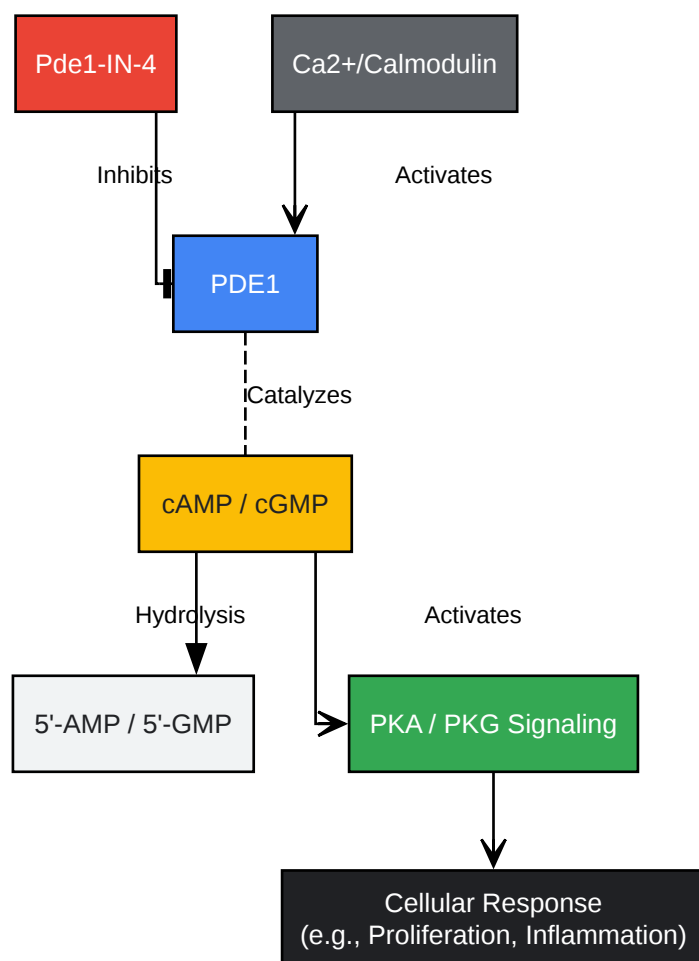 Pde1-IN-4
Ca2+/Calmodulin
Inhibits
Activates
PDE1
Catalyzes
cAMP / cGMP
Hydrolysis
Activates
5'-AMP / 5'-GMP
PKA / PKG Signaling
Cellular Response
(e.g., Proliferation, Inflammation)